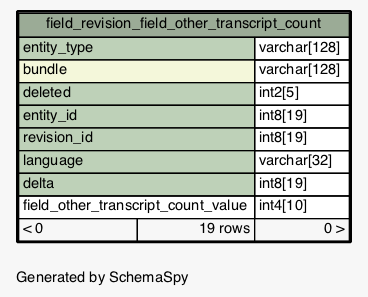 field_revision_field_other_transcript_count
entity_type varchar[128]
bundle varchar[128]
deleted int2[5]
entity_id int8[19]
revision_id int8[19]
language varchar[32]
delta int8[19]
field_other_transcript_count_value int4[10]
< 0 19 rows 0 >
Generated by SchemaSpy